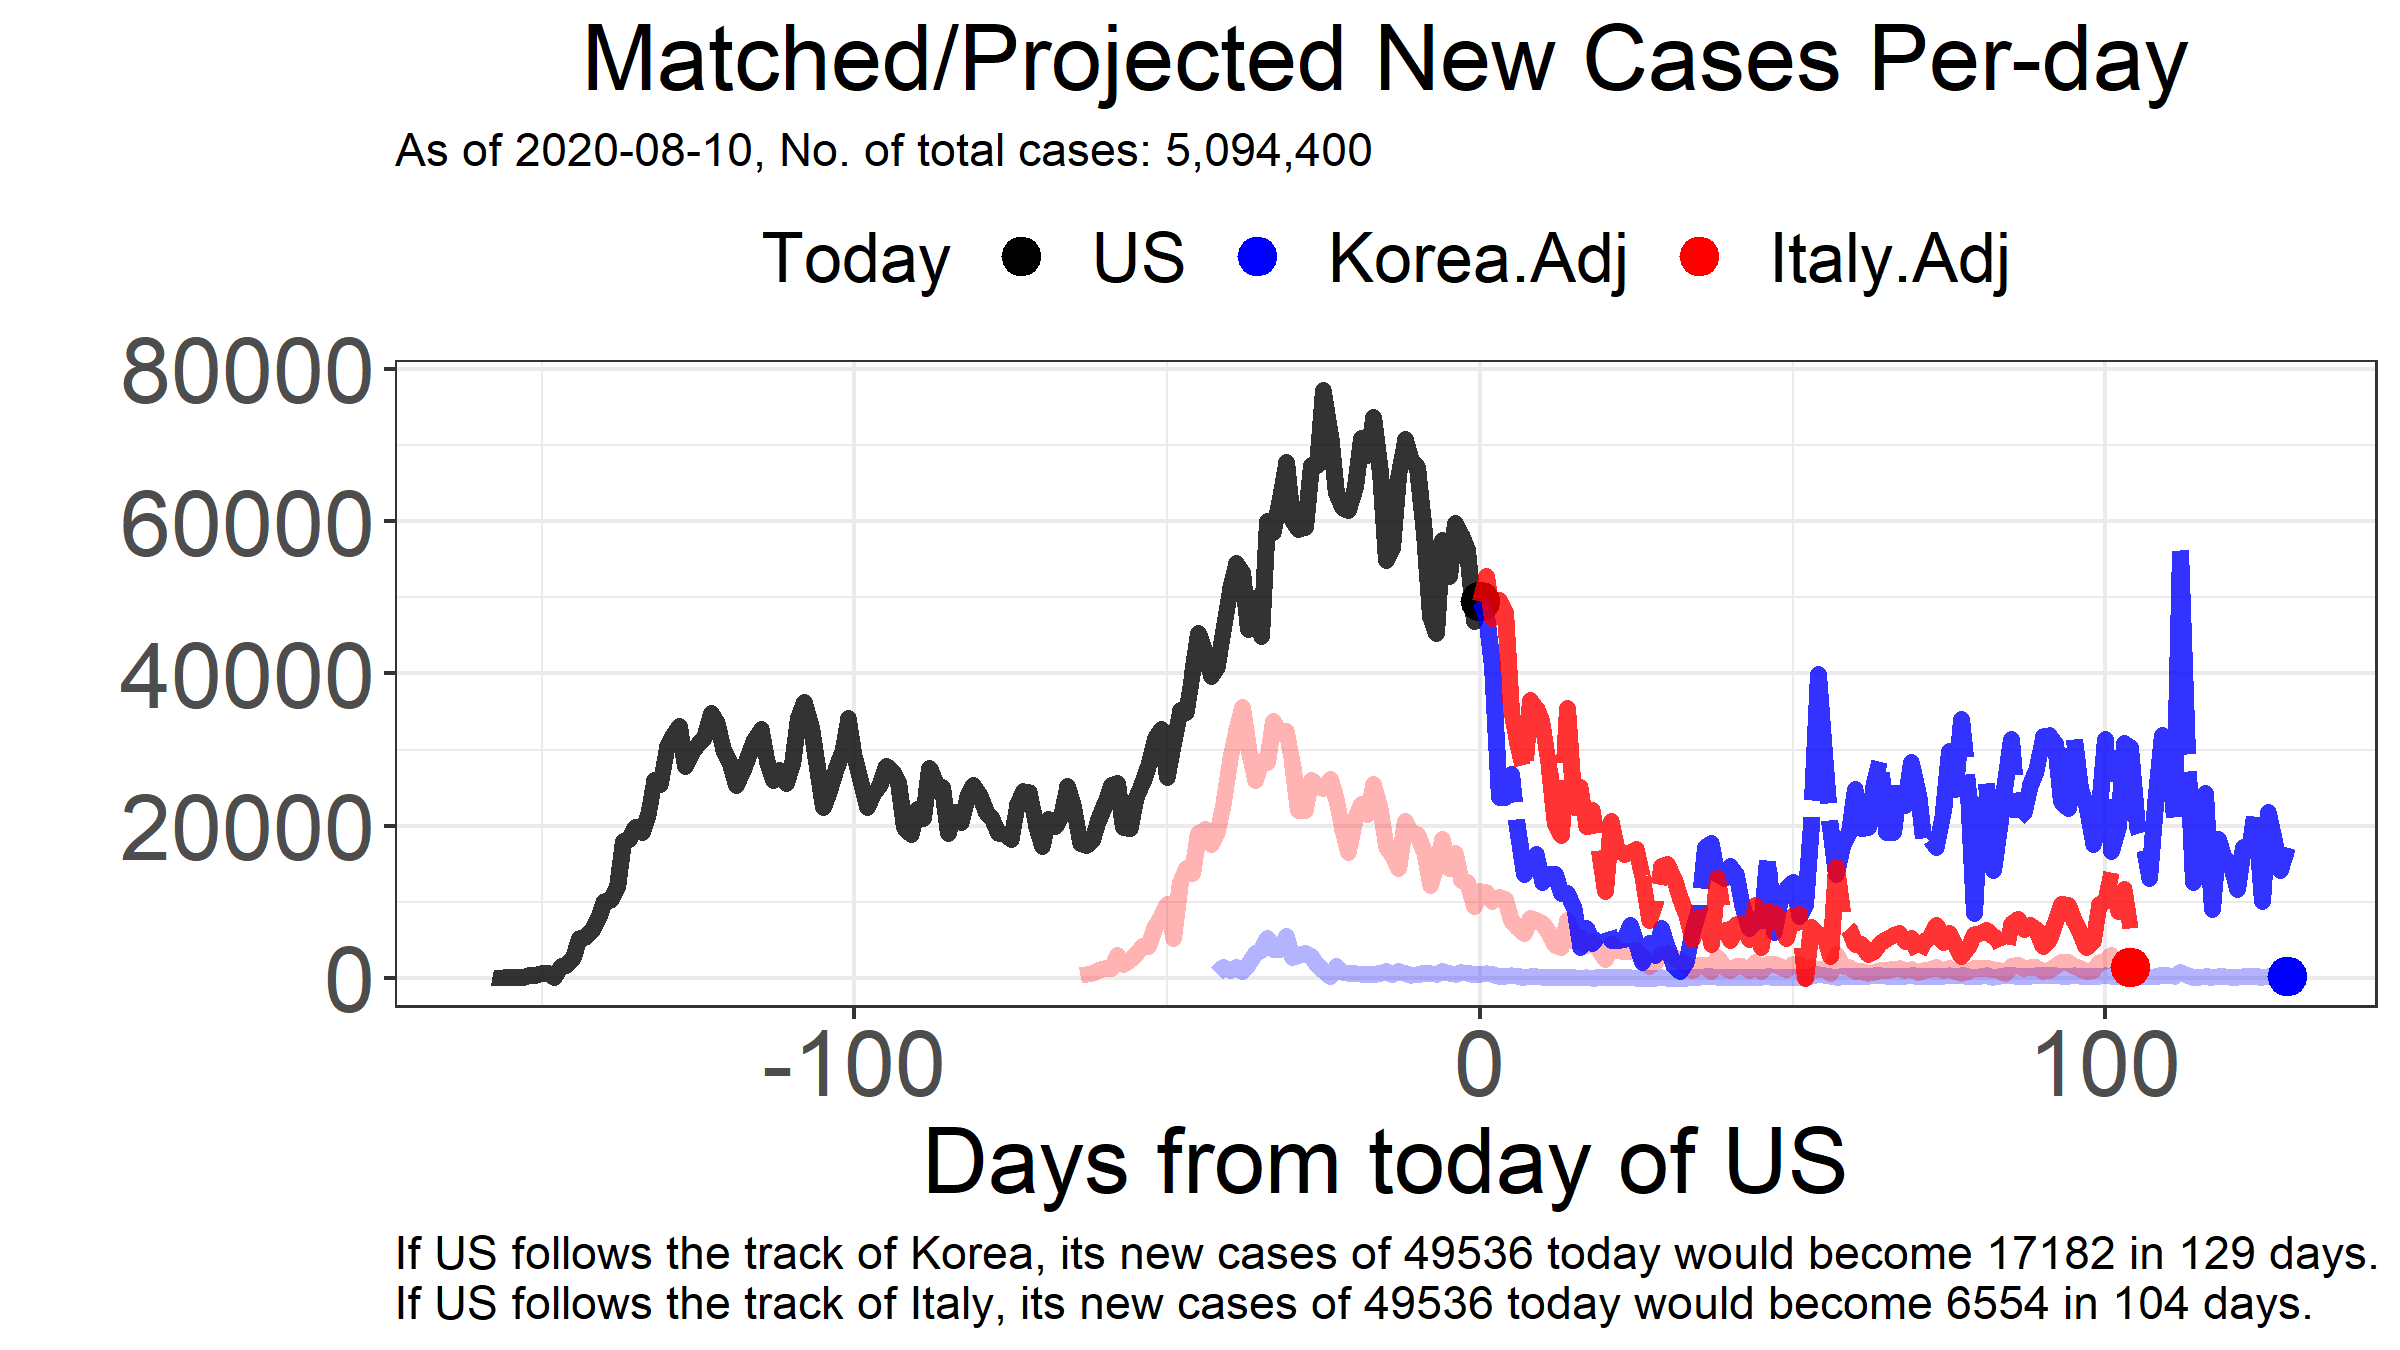 Matched/Projected New Cases Per-day
As of 2020-08-10, No. of total cases: 5,094,400
Today US Korea.Adj Italy.Adj
80000
60000
40000
20000
0
-100 0 100
Days from today of US
If US follows the track of Korea, its new cases of 49536 today would become 17182 in 129 days.
If US follows the track of Italy, its new cases of 49536 today would become 6554 in 104 days.